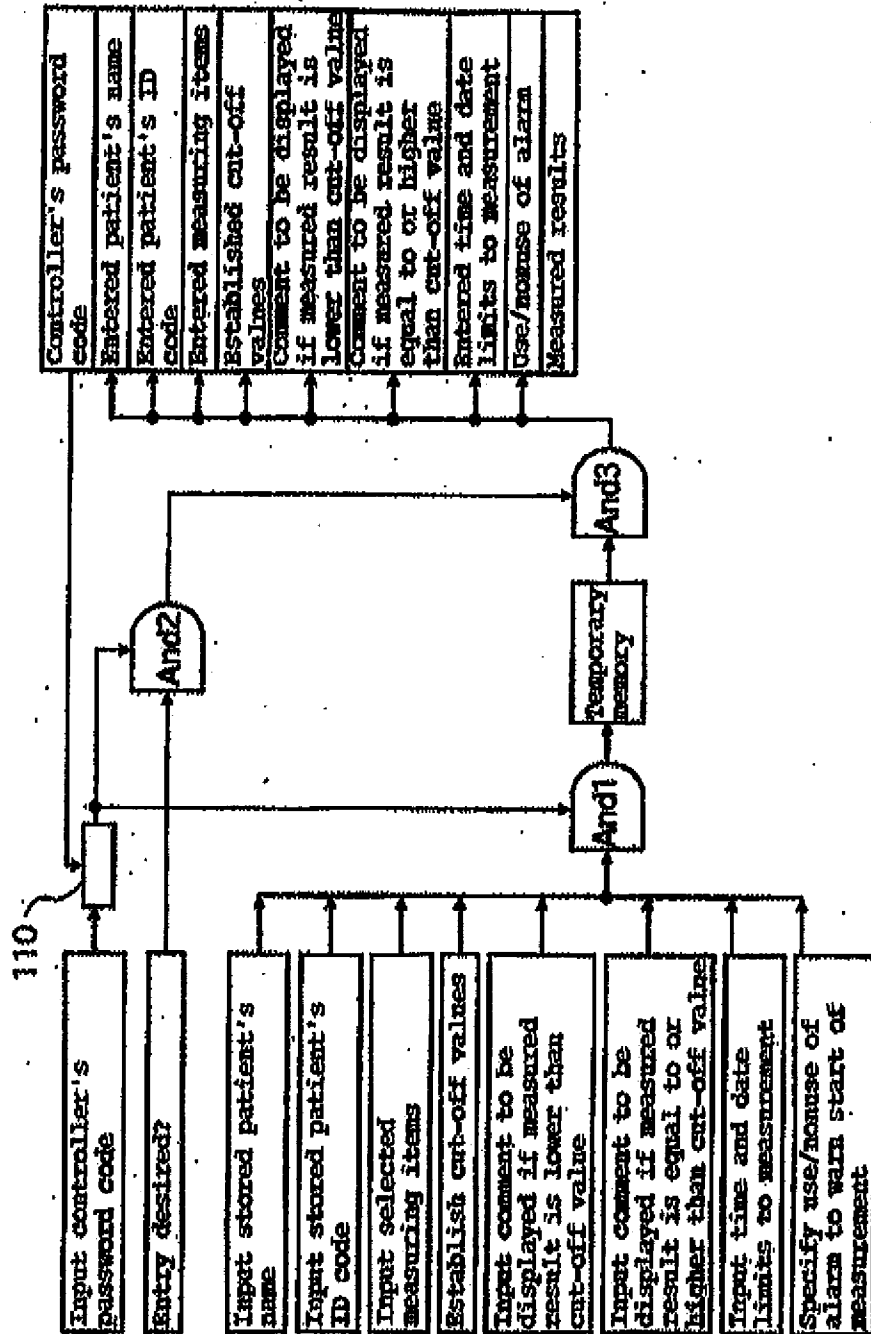 110
Input controller's
password code
Entry desired?
Input stored patient's
name
Input stored patient's
ID code
Input selected
measuring items
Establish cut-off values
Input comment to be
displayed if measured
result is lower than
cut-off value
Input comment to be
displayed if measured
result is equal to or
higher than cut-off value
Input time and date
limits to measurement
Specify use/nonuse of
alarm to warn start of
measurement
And1
Temporary
memory
And2
And3
Controller's password
code
Entered patient's name
Entered patient's ID
code
Entered measuring items
Established cut-off
values
Comment to be displayed
if measured result is
lower than cut-off value
Comment to be displayed
if measured result is
equal to or higher
than cut-off value
Entered time and date
limits to measurement
Use/nonuse of alarm
Measured results